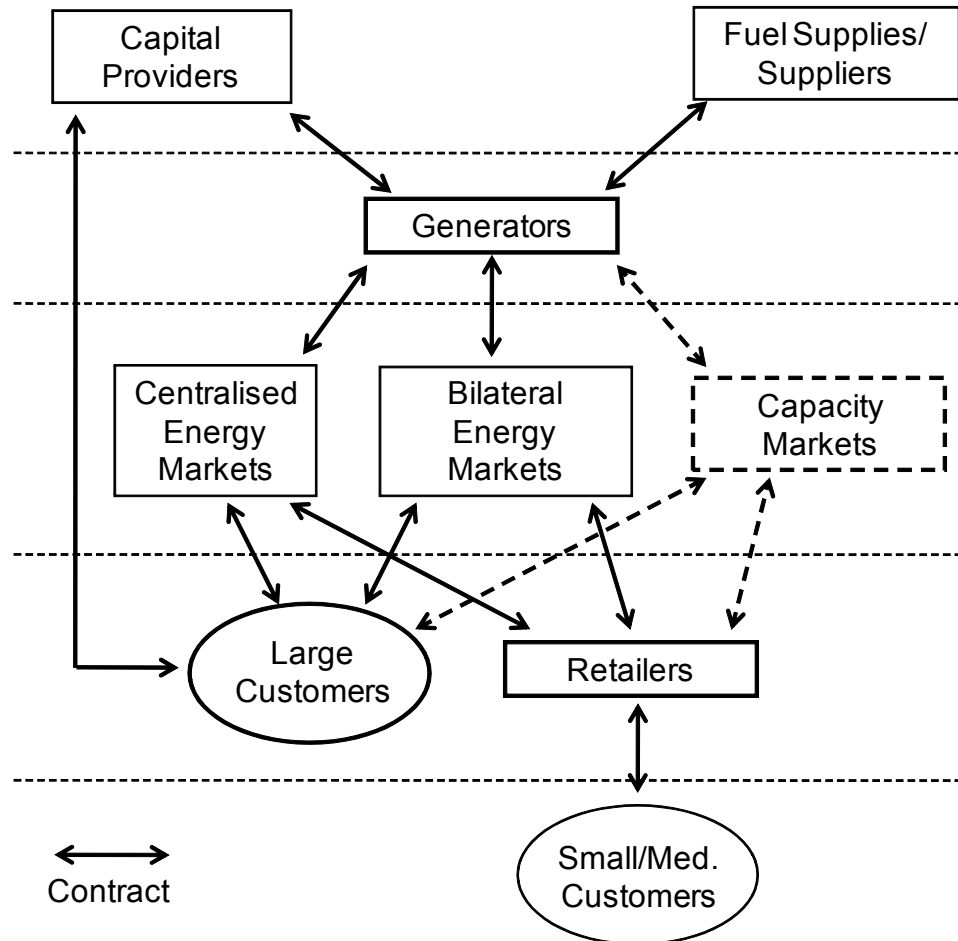 Capital
Providers
Fuel Supplies/
Suppliers
Generators
Centralised
Energy
Markets
Bilateral
Energy
Markets
Capacity
Markets
Large
Customers
Retailers
Small/Med.
Customers
Contract